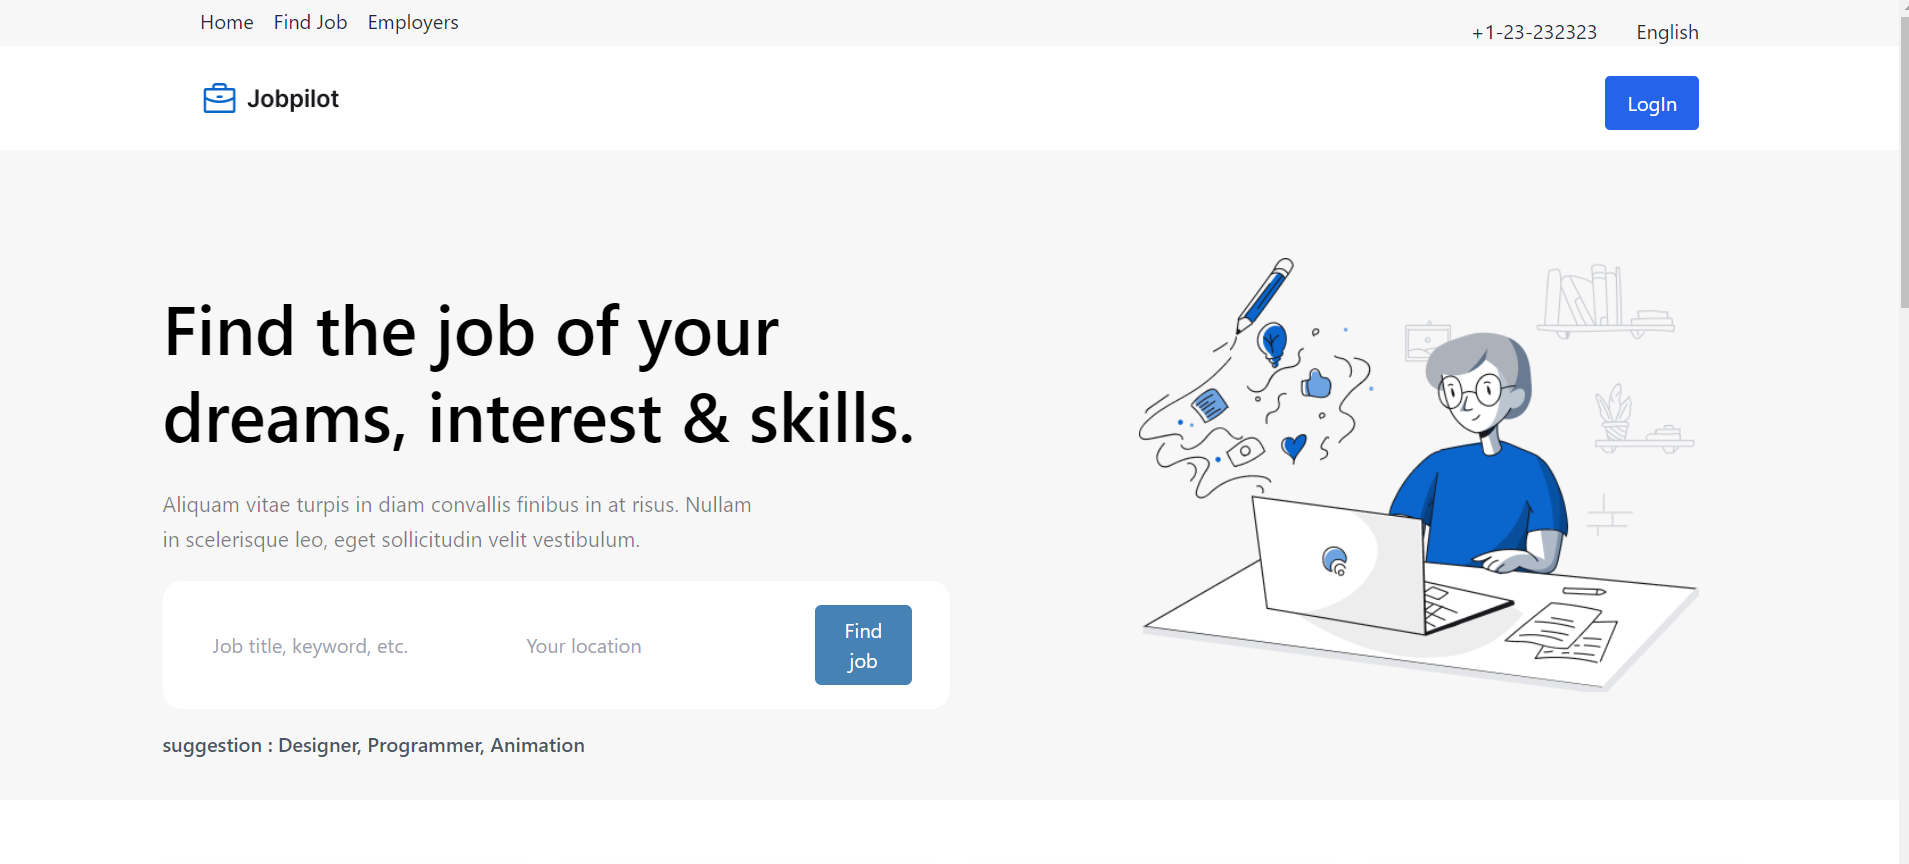 Home Find Job Employers
+1-23-232323 English
Jobpilot
LogIn
Find the job of your
dreams, interest & skills.
Aliquam vitae turpis in diam convallis finibus in at risus. Nullam
in scelerisque leo, eget sollicitudin velit vestibulum.
Job title, keyword, etc.
Your location
Find
job
suggestion : Designer, Programmer, Animation